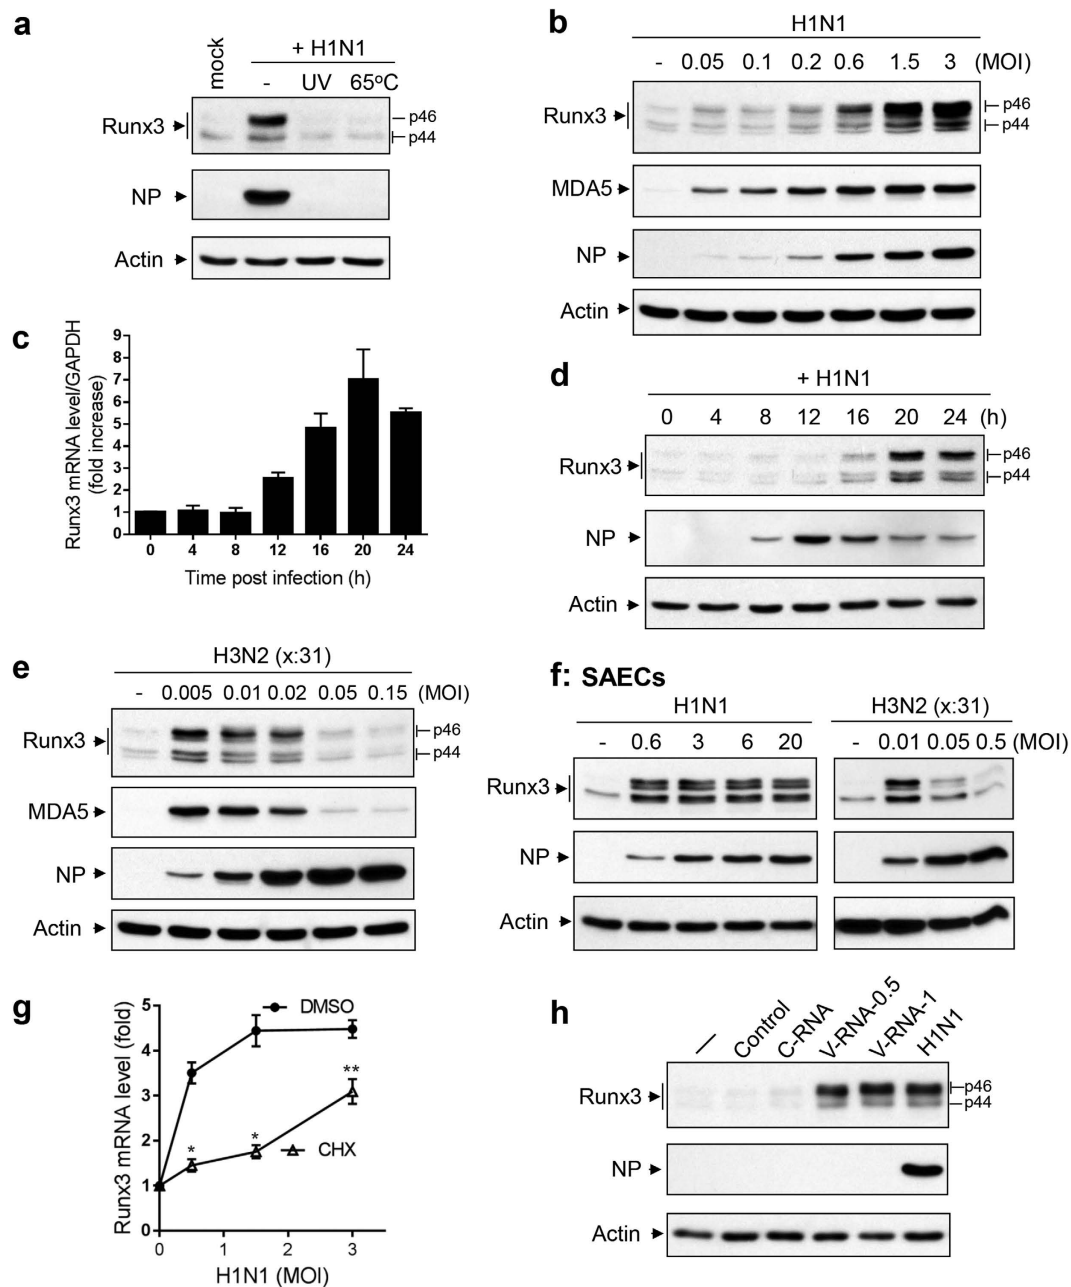 a
+ H1N1
mock - UV 65°C
Runx3 p46
p44
NP
Actin
b
H1N1
- 0.05 0.1 0.2 0.6 1.5 3 (MOI)
Runx3 p46
p44
MDA5
NP
Actin
c
Runx3 mRNA level/GAPDH
(fold increase)
9
8
7
6
5
4
3
2
1
0
0 4 8 12 16 20 24
Time post infection (h)
d
+ H1N1
0 4 8 12 16 20 24 (h)
Runx3 p46
p44
NP
Actin
e
H3N2 (x:31)
- 0.005 0.01 0.02 0.05 0.15 (MOI)
Runx3 p46
p44
MDA5
NP
Actin
f: SAECs
H1N1 H3N2 (x:31)
- 0.6 3 6 20 - 0.01 0.05 0.5 (MOI)
Runx3
NP
Actin
g
Runx3 mRNA level (fold)
5
4
3
2
1
0
DMSO
**
* *
CHX
0 1 2 3
H1N1 (MOI)
h
— Control C-RNA V-RNA-0.5 V-RNA-1 H1N1
Runx3 p46
p44
NP
Actin